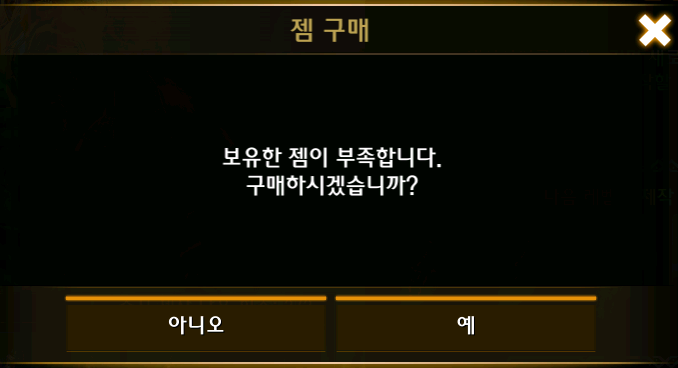 젬 구매
보유한 젬이 부족합니다.
구매하시겠습니까?
아니오
예